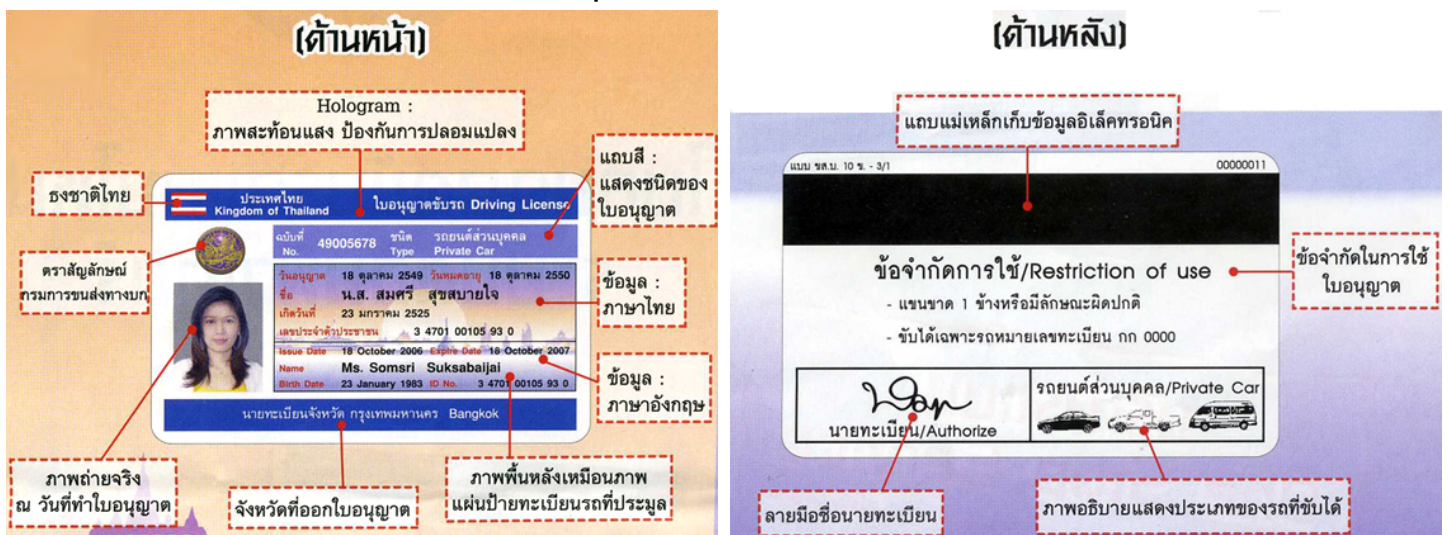 (ด้านหน้า)
Hologram :
ภาพสะท้อนแสง ป้องกันการปลอมแปลง
แถบสี :
แสดงชนิดของ
ใบอนุญาต
ธงชาติไทย
ประเทศไทย
Kingdom of Thailand
ใบอนุญาตขับรถ Driving License
ฉบับที่ 49005678 ชนิด รถยนต์ส่วนบุคคล
No. Type Private Car
ตราสัญลักษณ์
กรมการขนส่งทางบก
วันอนุญาต 18 ตุลาคม 2549 วันหมดอายุ 18 ตุลาคม 2550
ชื่อ น.ส. สมศรี สุขสบายใจ
เกิดวันที่ 23 มกราคม 2525
เลขประจำตัวประชาชน 3 4701 00105 93 0
Issue Date 18 October 2006 Expire Date 18 October 2007
Name Ms. Somsri Suksabaijai
Birth Date 23 January 1983 ID No. 3 4701 00105 93 0
นายทะเบียนจังหวัด กรุงเทพมหานคร Bangkok
ข้อมูล :
ภาษาไทย
ข้อมูล :
ภาษาอังกฤษ
ภาพถ่ายจริง
ณ วันที่ทำใบอนุญาต
จังหวัดที่ออกใบอนุญาต
ภาพพื้นหลังเหมือนภาพ
แผ่นป้ายทะเบียนรถที่ประมูล
(ด้านหลัง)
แถบแม่เหล็กเก็บข้อมูลอิเล็คทรอนิค
แบบ ขส.บ. 10 ข. - 3/1 00000011
ข้อจำกัดการใช้/Restriction of use
- แขนขาด 1 ข้างหรือมีลักษณะผิดปกติ
- ขับได้เฉพาะรถหมายเลขทะเบียน กก 0000
ข้อจำกัดในการใช้
ใบอนุญาต
นายทะเบียน/Authorize
รถยนต์ส่วนบุคคล/Private Car
ลายมือชื่อนายทะเบียน
ภาพอธิบายแสดงประเภทของรถที่ขับได้